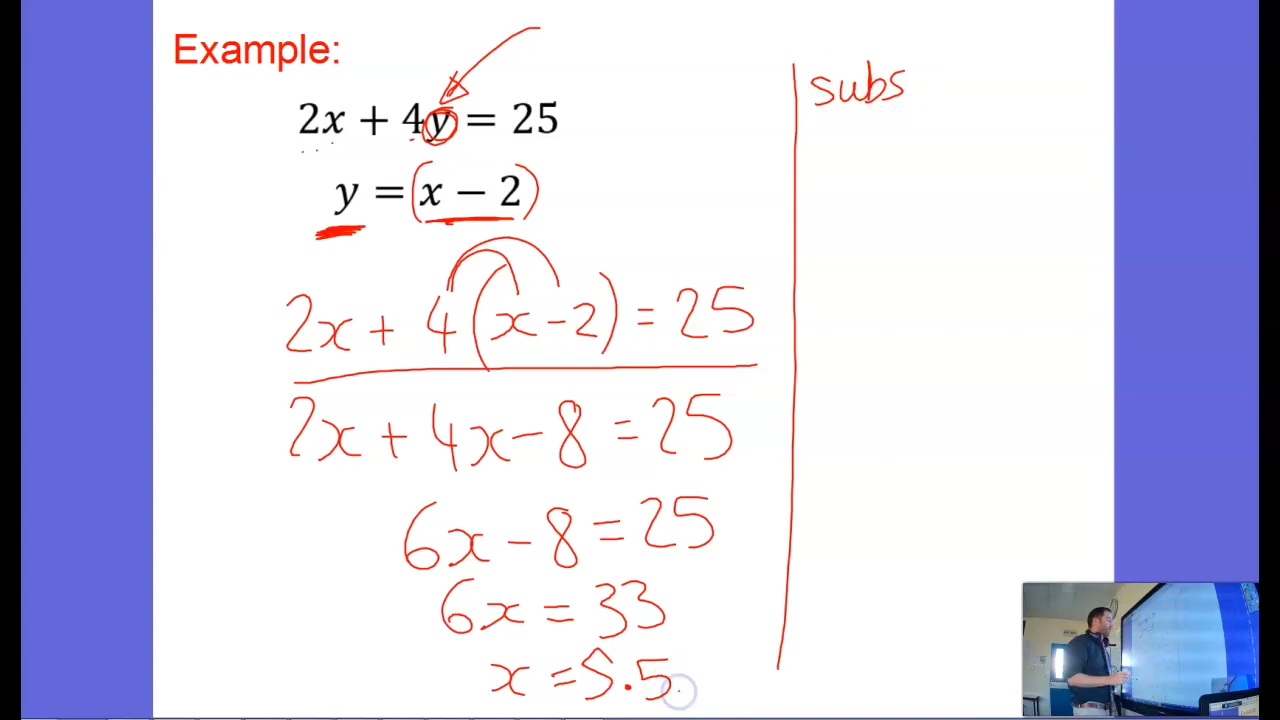 Example:
2x + 4y = 25
y = (x − 2)
2x + 4(x − 2) = 25
2x + 4x − 8 = 25
6x − 8 = 25
6x = 33
x = 5.5
subs